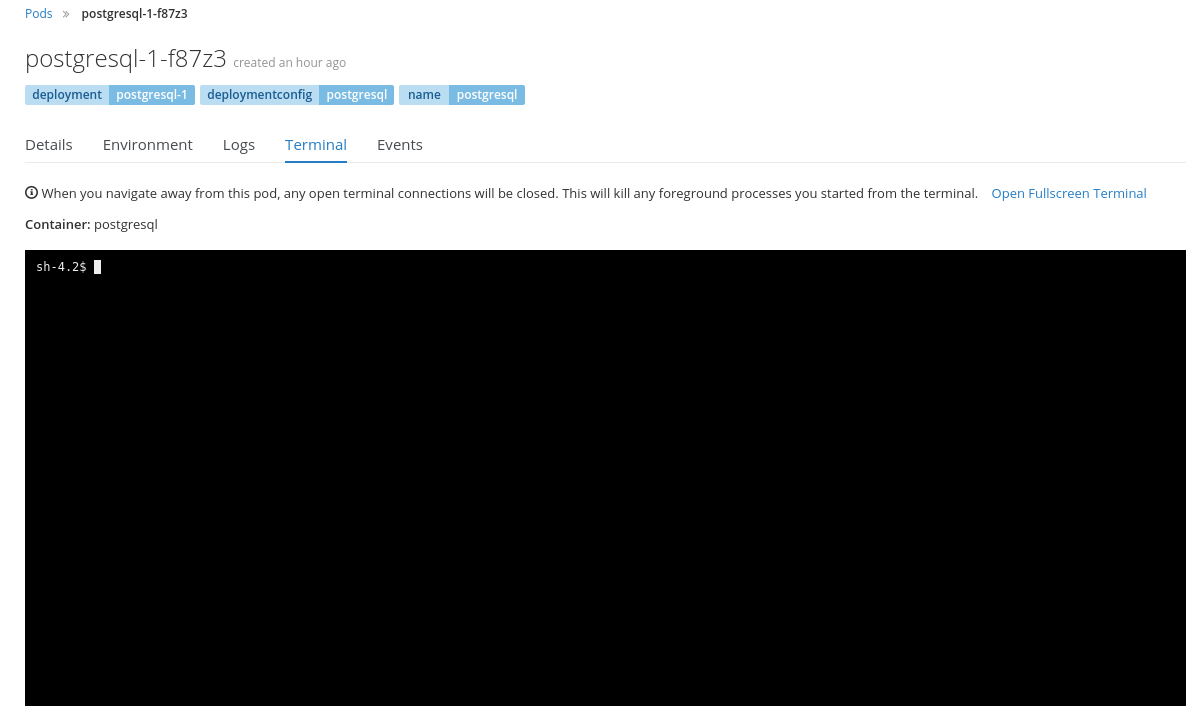 Pods » postgresql-1-f87z3
postgresql-1-f87z3 created an hour ago
deployment postgresql-1 deploymentconfig postgresql name postgresql
Details Environment Logs Terminal Events
When you navigate away from this pod, any open terminal connections will be closed. This will kill any foreground processes you started from the terminal. Open Fullscreen Terminal
Container: postgresql
sh-4.2$